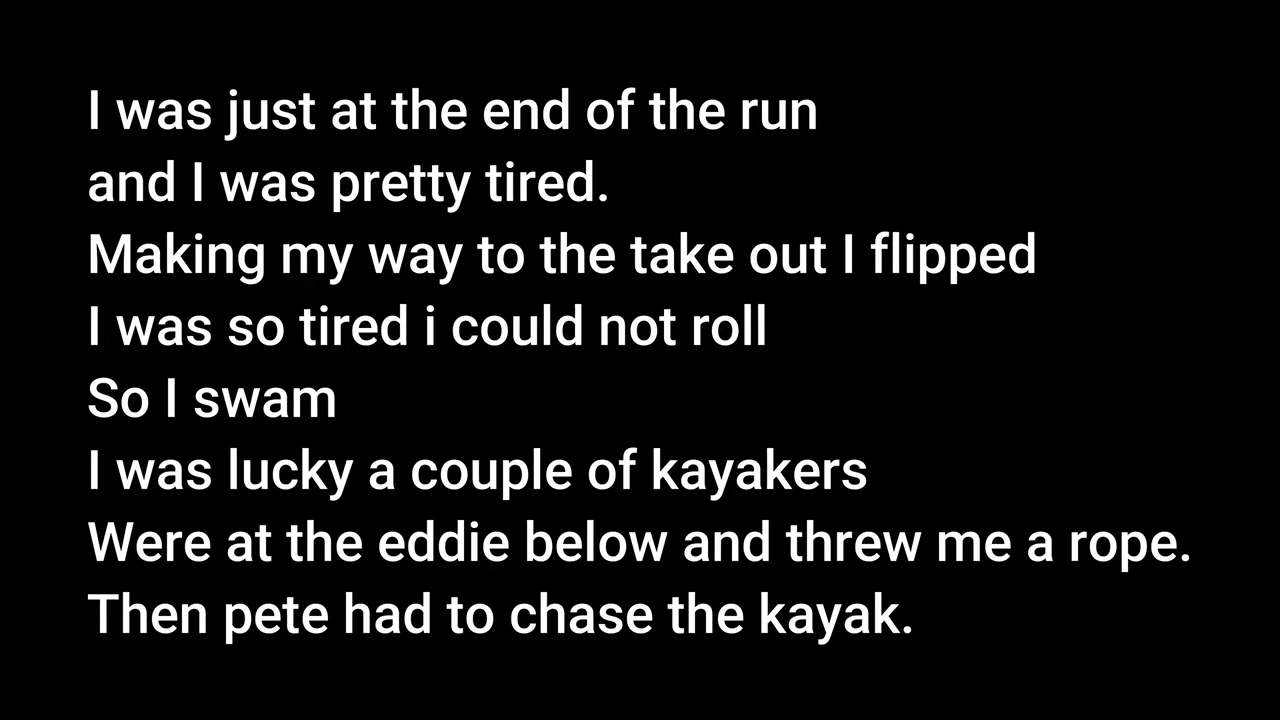 I was just at the end of the run
and I was pretty tired.
Making my way to the take out I flipped
I was so tired i could not roll
So I swam
I was lucky a couple of kayakers
Were at the eddie below and threw me a rope.
Then pete had to chase the kayak.